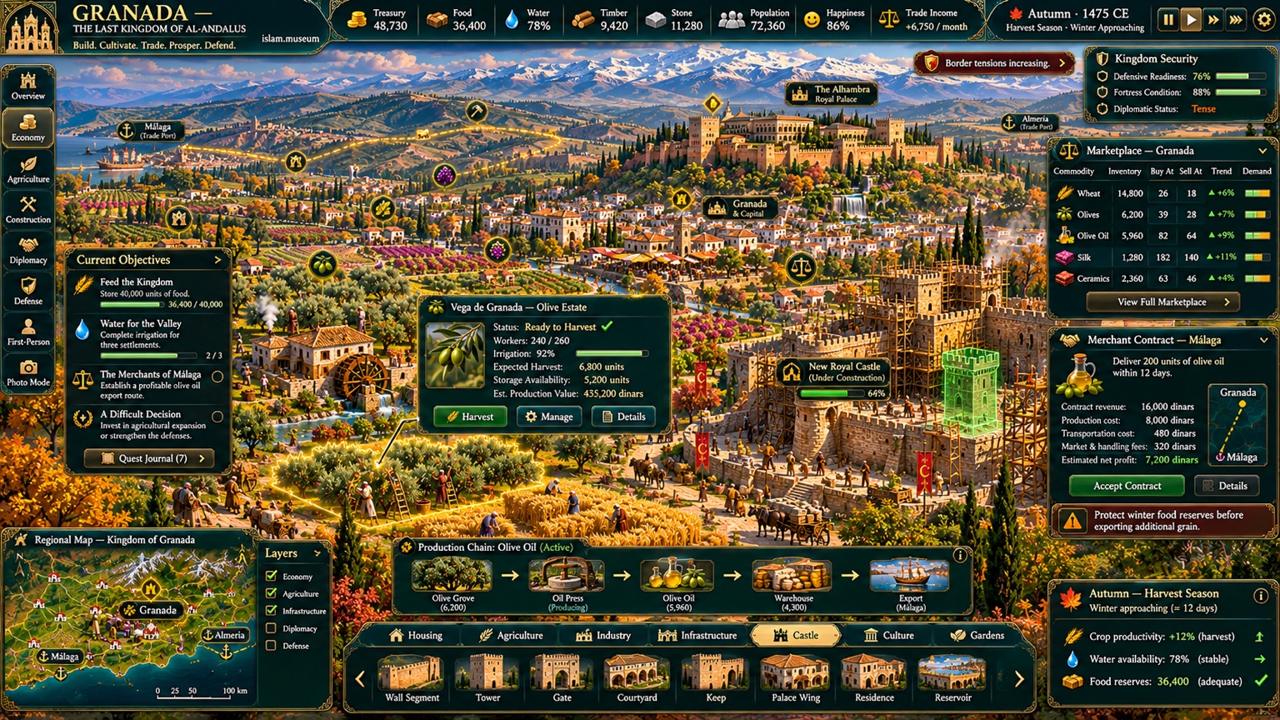 GRANADA —
THE LAST KINGDOM OF AL-ANDALUS
Build. Cultivate. Trade. Prosper. Defend.
islam.museum
Treasury
48,730
Food
36,400
Water
78%
Timber
9,420
Stone
11,280
Population
72,360
Happiness
86%
Trade Income
+6,750 / month
Autumn · 1475 CE
Harvest Season · Winter Approaching
Overview
Economy
Agriculture
Construction
Diplomacy
Defense
First-Person
Photo Mode
Border tensions increasing.
Kingdom Security
Defensive Readiness: 76%
Fortress Condition: 88%
Diplomatic Status: Tense
Málaga
(Trade Port)
The Alhambra
Royal Palace
Almería
(Trade Port)
Granada
& Capital
Marketplace — Granada
Commodity Inventory Buy At Sell At Trend Demand
Wheat 14,800 26 18 +6%
Olives 6,200 39 28 +7%
Olive Oil 5,960 82 64 +9%
Silk 1,280 182 140 +11%
Ceramics 2,360 63 46 +4%
View Full Marketplace
Current Objectives
Feed the Kingdom
Store 40,000 units of food.
36,400 / 40,000
Water for the Valley
Complete irrigation for
three settlements.
2 / 3
The Merchants of Málaga
Establish a profitable olive oil
export route.
A Difficult Decision
Invest in agricultural expansion
or strengthen the defenses.
Quest Journal (7)
Vega de Granada — Olive Estate
Status: Ready to Harvest
Workers: 240 / 260
Irrigation: 92%
Expected Harvest: 6,800 units
Storage Availability: 5,200 units
Est. Production Value: 435,200 dinars
Harvest
Manage
Details
New Royal Castle
(Under Construction)
64%
Merchant Contract — Málaga
Deliver 200 units of olive oil
within 12 days.
Contract revenue: 16,000 dinars
Production cost: 8,000 dinars
Transportation cost: 480 dinars
Market & handling fees: 320 dinars
Estimated net profit: 7,200 dinars
Granada
Málaga
Accept Contract
Details
Protect winter food reserves before
exporting additional grain.
Regional Map — Kingdom of Granada
N
Granada
Almería
Málaga
0 25 50 100 km
Layers
Economy
Agriculture
Infrastructure
Diplomacy
Defense
Production Chain: Olive Oil (Active)
Olive Grove
(6,200)
Oil Press
(Producing)
Olive Oil
(5,960)
Warehouse
(4,300)
Export
(Málaga)
Housing
Agriculture
Industry
Infrastructure
Castle
Culture
Gardens
Wall Segment
Tower
Gate
Courtyard
Keep
Palace Wing
Residence
Reservoir
Autumn — Harvest Season
Winter approaching (≈ 12 days)
Crop productivity: +12% (harvest)
Water availability: 78% (stable)
Food reserves: 36,400 (adequate)